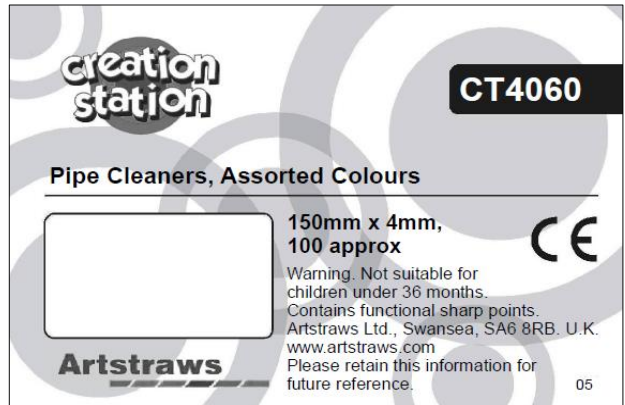 creation
station
CT4060
Pipe Cleaners, Assorted Colours
150mm x 4mm,
100 approx
CE
Warning. Not suitable for
children under 36 months.
Contains functional sharp points.
Artstraws Ltd., Swansea, SA6 8RB. U.K.
www.artstraws.com
Please retain this information for
future reference.
Artstraws
05